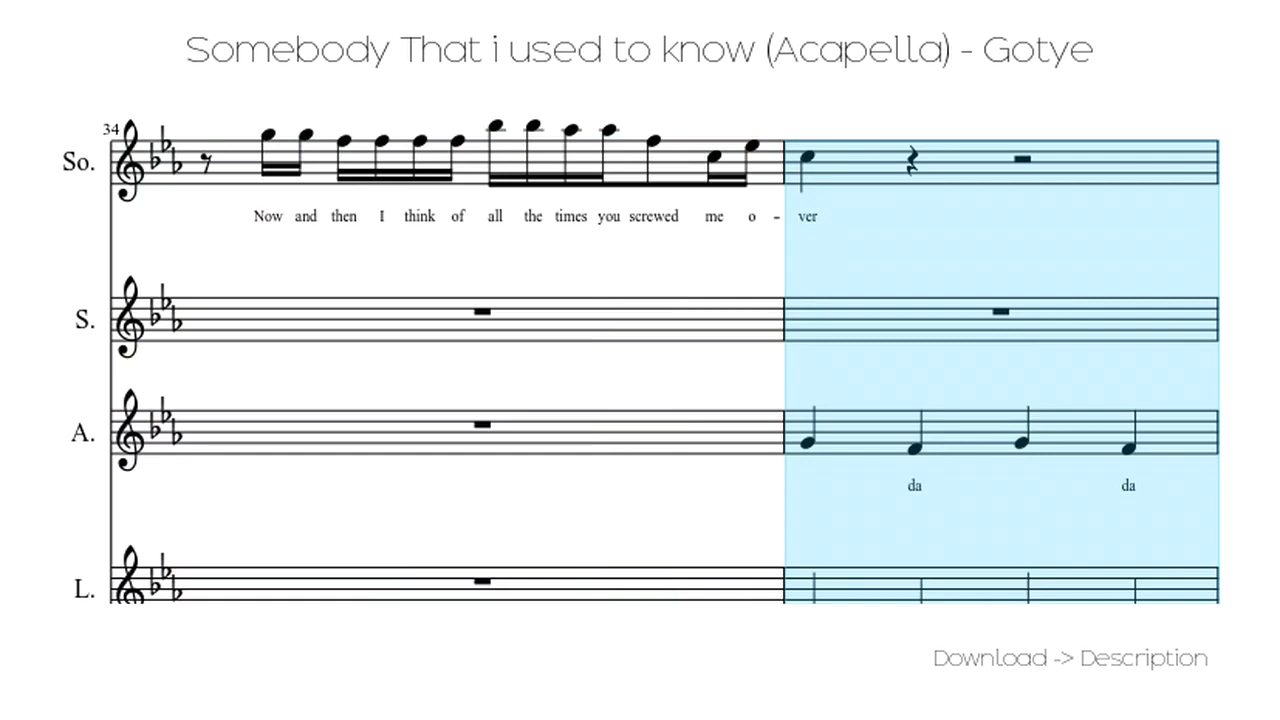 Somebody That i used to know (Acapella) - Gotye
34
So.
Now and then I think of all the times you screwed me o - ver
S.
A.
da da
L.
Download -> Description